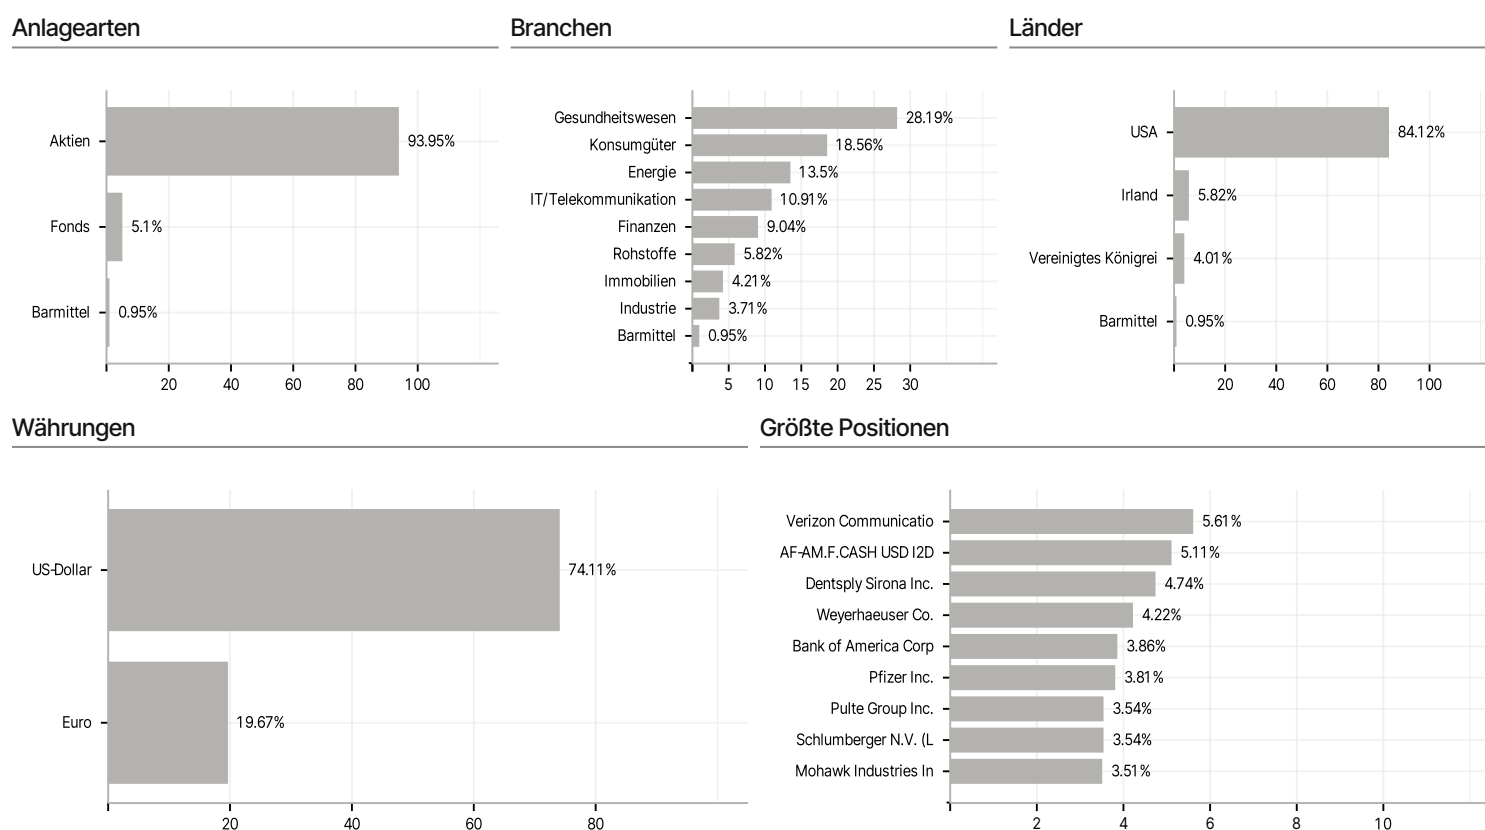 Anlagearten
Aktien 93.95%
Fonds 5.1%
Barmittel 0.95%
20 40 60 80 100
Branchen
Gesundheitswesen 28.19%
Konsumgüter 18.56%
Energie 13.5%
IT/Telekommunikation 10.91%
Finanzen 9.04%
Rohstoffe 5.82%
Immobilien 4.21%
Industrie 3.71%
Barmittel 0.95%
5 10 15 20 25 30
Länder
USA 84.12%
Irland 5.82%
Vereinigtes Königrei 4.01%
Barmittel 0.95%
20 40 60 80 100
Währungen
US-Dollar 74.11%
Euro 19.67%
20 40 60 80
Größte Positionen
Verizon Communicatio 5.61%
AF-AM.F.CASH USD I2D 5.11%
Dentsply Sirona Inc. 4.74%
Weyerhaeuser Co. 4.22%
Bank of America Corp 3.86%
Pfizer Inc. 3.81%
Pulte Group Inc. 3.54%
Schlumberger N.V. (L 3.54%
Mohawk Industries In 3.51%
2 4 6 8 10